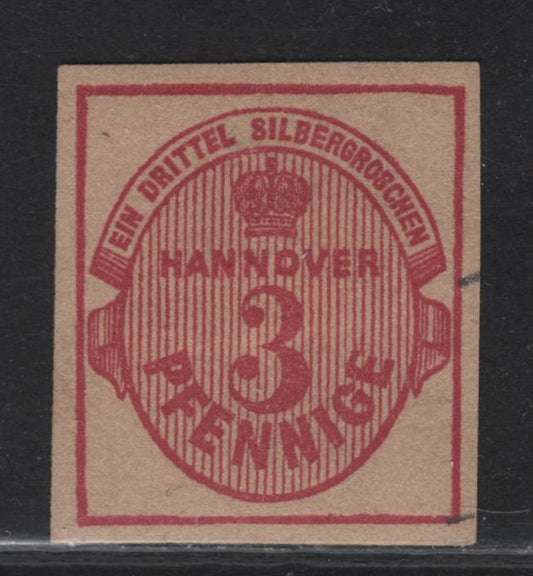 EIN DRITTEL SILBERGROSCHEN
HANNOVER
3
PFENNIGE